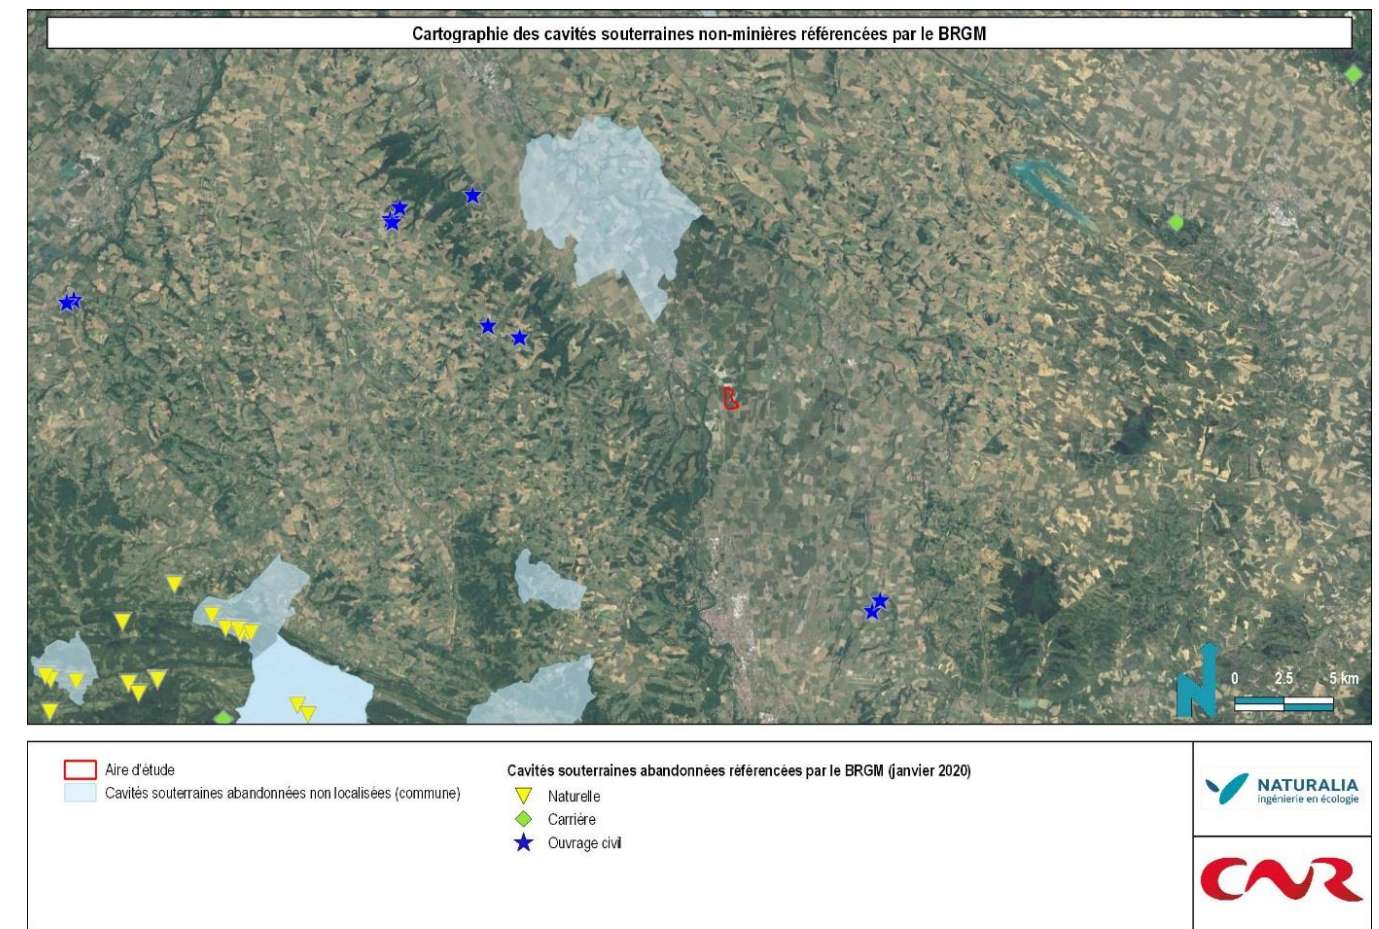 Cartographie des cavités souterraines non-minières référencées par le BRGM
N
0 2.5 5 km
Aire d'étude
Cavités souterraines abandonnées non localisées (commune)
Cavités souterraines abandonnées référencées par le BRGM (janvier 2020)
Naturelle
Carrière
Ouvrage civil
NATURALIA
ingénierie en écologie
CNR